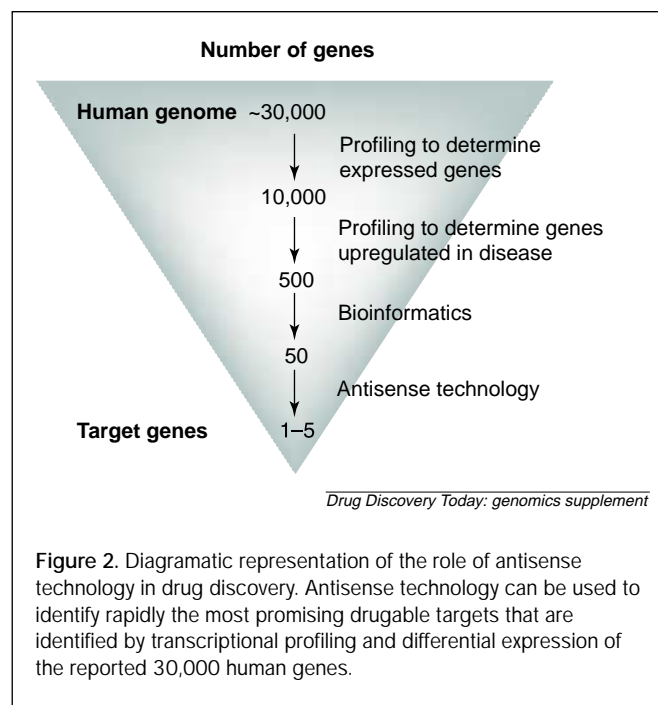 Number of genes
Human genome ~30,000
Profiling to determine
expressed genes
10,000
Profiling to determine genes
upregulated in disease
500
Bioinformatics
50
Antisense technology
Target genes 1–5
Drug Discovery Today: genomics supplement
Figure 2. Diagramatic representation of the role of antisense
technology in drug discovery. Antisense technology can be used to
identify rapidly the most promising drugable targets that are
identified by transcriptional profiling and differential expression of
the reported 30,000 human genes.